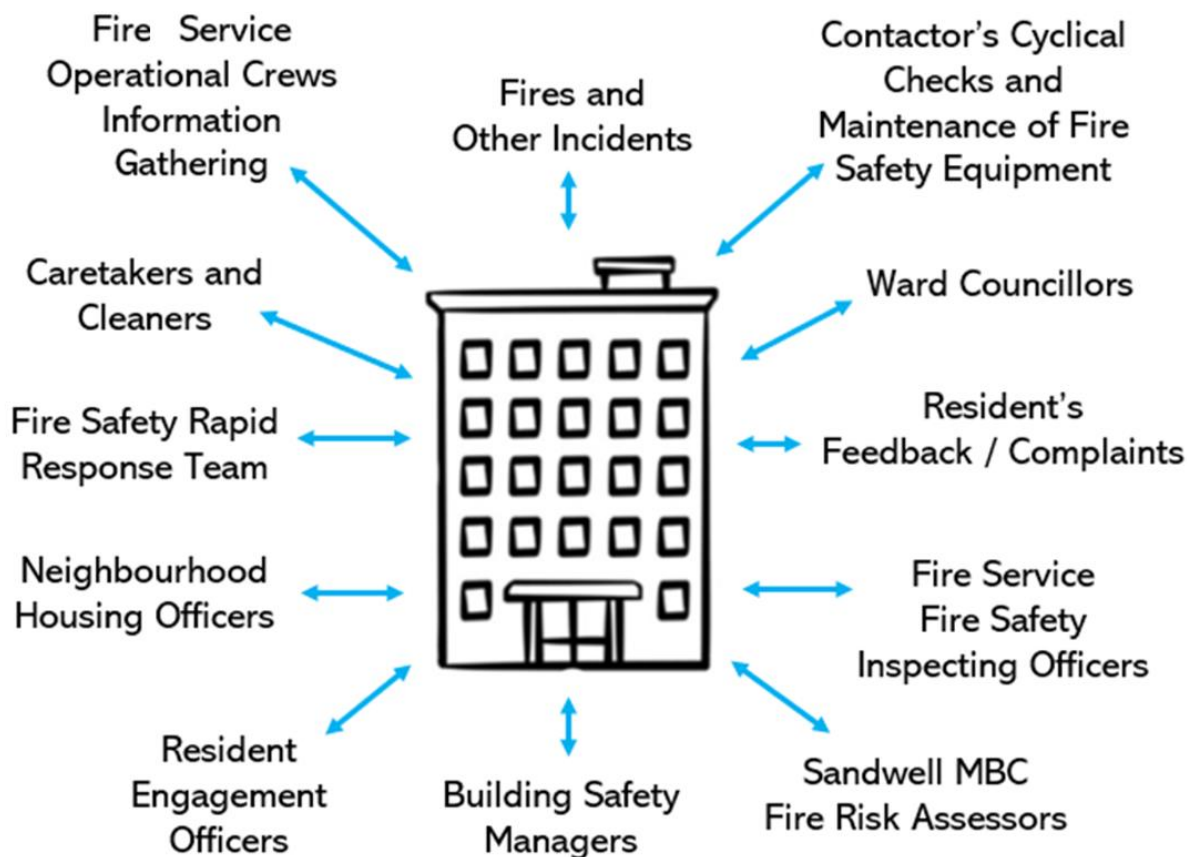 Fire Service
Operational Crews
Information
Gathering
Fires and
Other Incidents
Contactor's Cyclical
Checks and
Maintenance of Fire
Safety Equipment
Caretakers and
Cleaners
Ward Councillors
Fire Safety Rapid
Response Team
Resident's
Feedback / Complaints
Neighbourhood
Housing Officers
Fire Service
Fire Safety
Inspecting Officers
Resident
Engagement
Officers
Building Safety
Managers
Sandwell MBC
Fire Risk Assessors